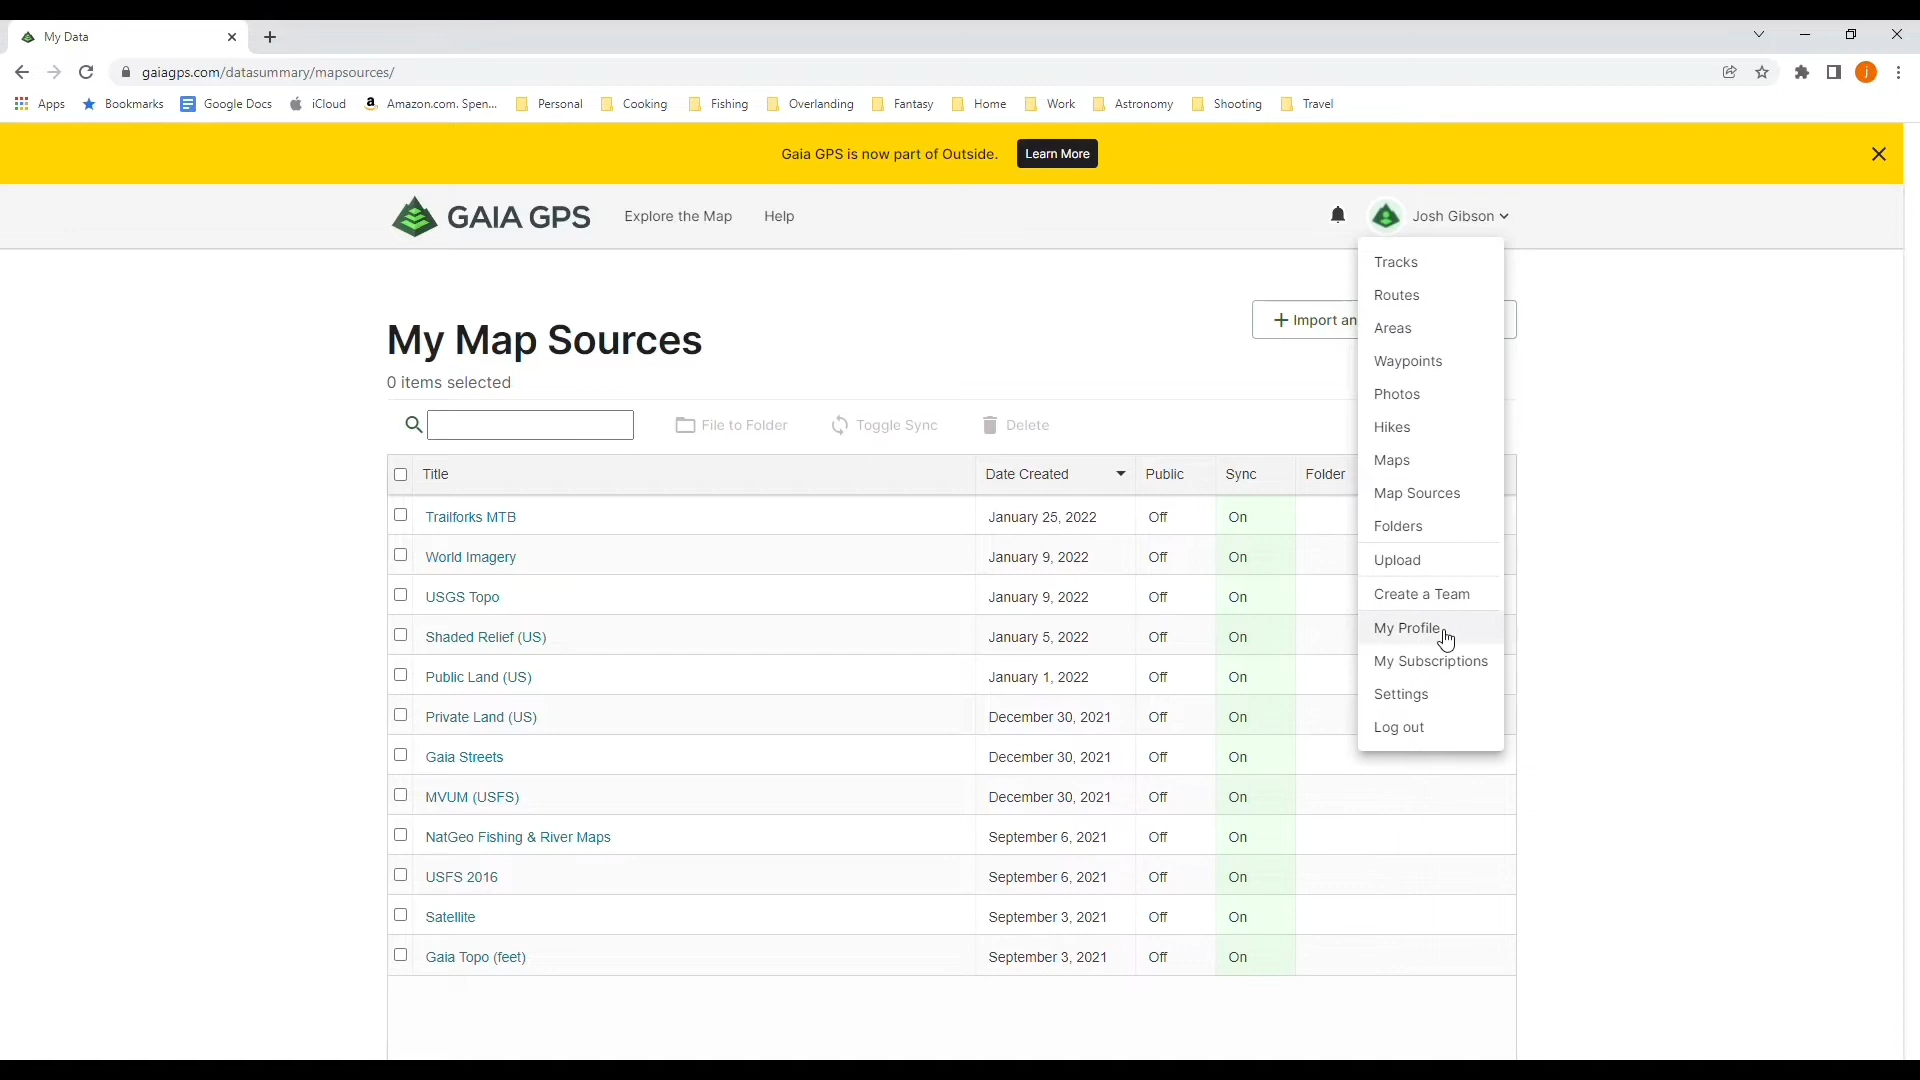 My Data
gaiagps.com/datasummary/mapsources/
j
Apps Bookmarks Google Docs iCloud Amazon.com. Spen... Personal Cooking Fishing Overlanding Fantasy Home Work Astronomy Shooting Travel
Gaia GPS is now part of Outside. Learn More
GAIA GPS Explore the Map Help Josh Gibson
Tracks
Routes
Areas
Waypoints
Photos
Hikes
Maps
Map Sources
Folders
Upload
Create a Team
My Profile
My Subscriptions
Settings
Log out
+ Import an
My Map Sources
0 items selected
File to Folder Toggle Sync Delete
Title Date Created Public Sync Folder
Trailforks MTB January 25, 2022 Off On
World Imagery January 9, 2022 Off On
USGS Topo January 9, 2022 Off On
Shaded Relief (US) January 5, 2022 Off On
Public Land (US) January 1, 2022 Off On
Private Land (US) December 30, 2021 Off On
Gaia Streets December 30, 2021 Off On
MVUM (USFS) December 30, 2021 Off On
NatGeo Fishing & River Maps September 6, 2021 Off On
USFS 2016 September 6, 2021 Off On
Satellite September 3, 2021 Off On
Gaia Topo (feet) September 3, 2021 Off On